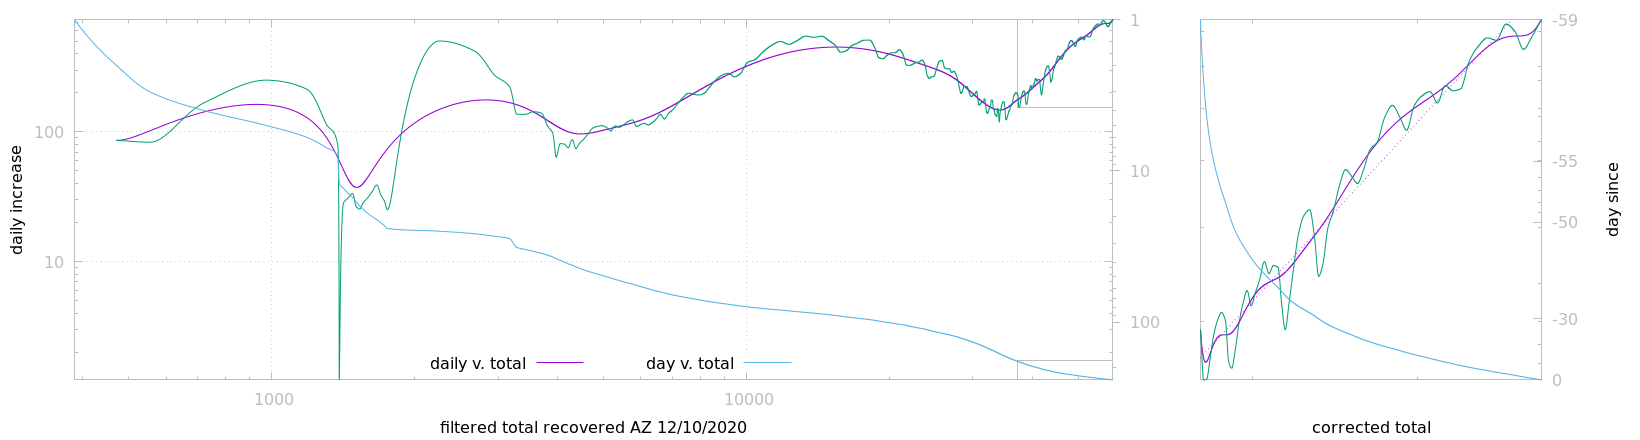 daily increase
100
10
1000
10000
1
10
100
daily v. total
day v. total
filtered total recovered AZ 12/10/2020
-59
-55
-50
-30
0
day since
corrected total